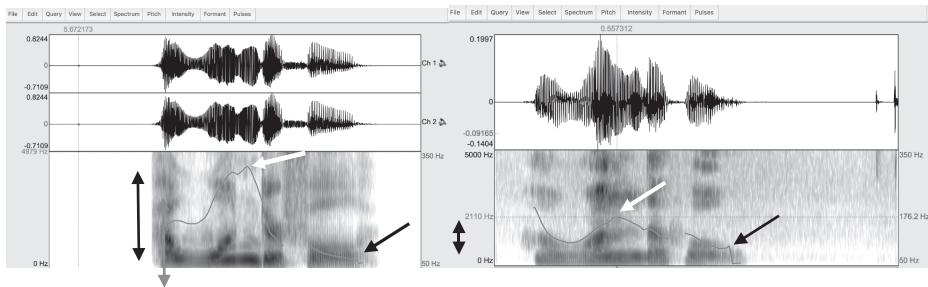 File Edit Query View Select Spectrum Pitch Intensity Formant Pulses
5.672173
0.8244
0
-0.7109
Ch 1
0.8244
0
-0.7109
Ch 2
4979 Hz
350 Hz
0 Hz
50 Hz
File Edit Query View Select Spectrum Pitch Intensity Formant Pulses
0.557312
0.1997
0
-0.09165
-0.1404
5000 Hz
350 Hz
2110 Hz
176.2 Hz
0 Hz
50 Hz